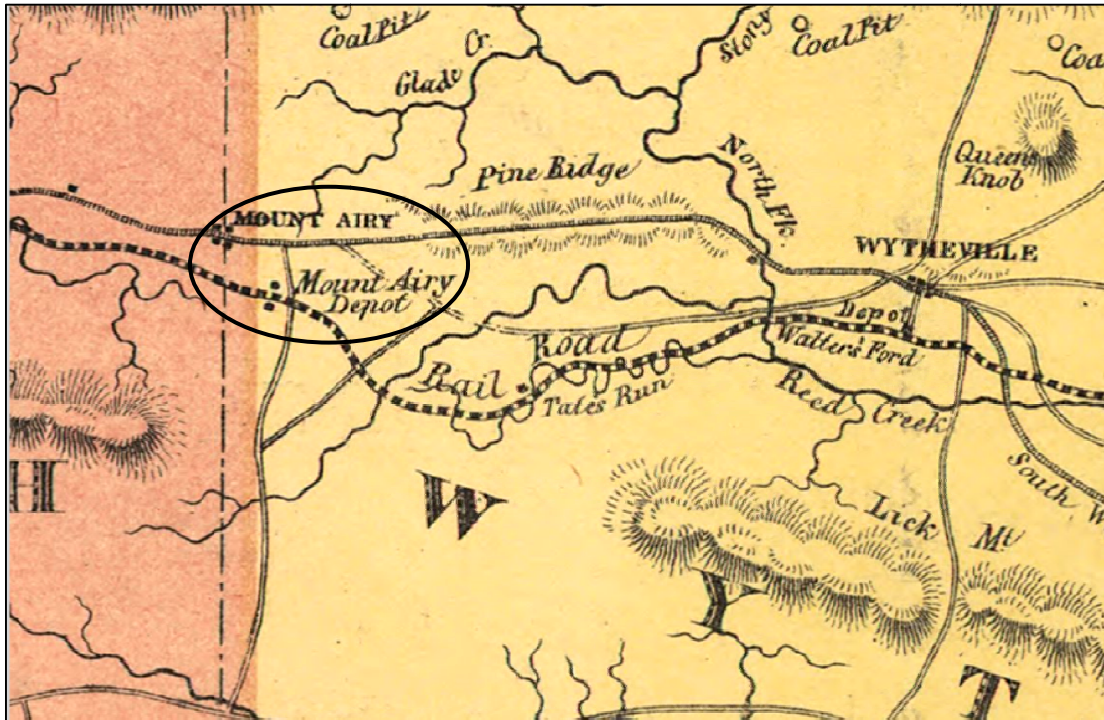 Coal Pit
Cr.
Glade
Stony
Coal Pit
Coa
North Fk.
Queens
Knob
Pine Ridge
MOUNT AIRY
WYTHEVILLE
Mount Airy
Depot
Depot
Walter's Ford
Rail Road
Tates Run
Reed Creek
South W
Lick Mt
H
W
Y
T